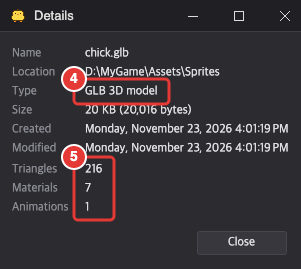 Details
Name chick.glb
Location D:\MyGame\Assets\Sprites
4
Type GLB 3D model
Size 20 KB (20,016 bytes)
Created Monday, November 23, 2026 4:01:19 PM
Modified Monday, November 23, 2026 4:01:19 PM
5
Triangles 216
Materials 7
Animations 1
Close